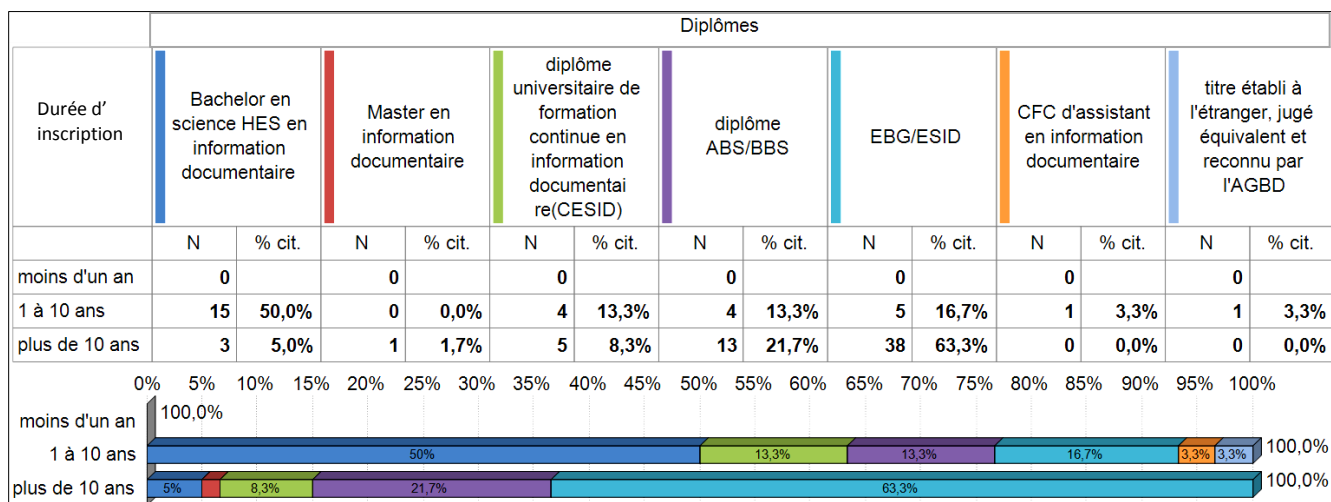 Diplômes
Durée d'
inscription
Bachelor en
science HES en
information
documentaire
Master en
information
documentaire
diplôme
universitaire de
formation
continue en
information
documentai
re(CESID)
diplôme
ABS/BBS
EBG/ESID
CFC d'assistant
en information
documentaire
titre établi à
l'étranger, jugé
équivalent et
reconnu par
l'AGBD
N % cit. N % cit. N % cit. N % cit. N % cit. N % cit. N % cit.
moins d'un an 0 0 0 0 0 0 0
1 à 10 ans 15 50,0% 0 0,0% 4 13,3% 4 13,3% 5 16,7% 1 3,3% 1 3,3%
plus de 10 ans 3 5,0% 1 1,7% 5 8,3% 13 21,7% 38 63,3% 0 0,0% 0 0,0%
0% 5% 10% 15% 20% 25% 30% 35% 40% 45% 50% 55% 60% 65% 70% 75% 80% 85% 90% 95% 100%
moins d'un an 100,0%
1 à 10 ans 50% 13,3% 13,3% 16,7% 3,3% 3,3% 100,0%
plus de 10 ans 5% 8,3% 21,7% 63,3% 100,0%